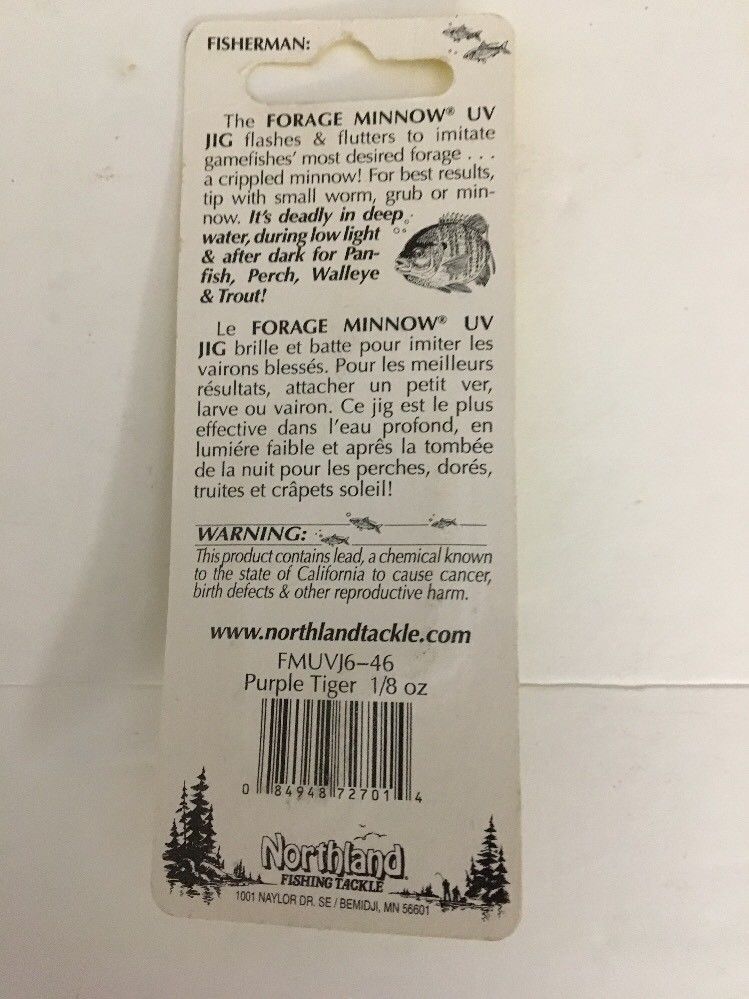 FISHERMAN:
The FORAGE MINNOW® UV
JIG flashes & flutters to imitate
gamefishes' most desired forage . . .
a crippled minnow! For best results,
tip with small worm, grub or min-
now. It's deadly in deep
water, during low light
& after dark for Pan-
fish, Perch, Walleye
& Trout!
Le FORAGE MINNOW® UV
JIG brille et batte pour imiter les
vairons blessés. Pour les meilleurs
résultats, attacher un petit ver,
larve ou vairon. Ce jig est le plus
effective dans l'eau profond, en
lumiére faible et aprês la tombée
de la nuit pour les perches, dorés,
truites et crâpets soleil!
WARNING:
This product contains lead, a chemical known
to the state of California to cause cancer,
birth defects & other reproductive harm.
www.northlandtackle.com
FMUVJ6–46
Purple Tiger 1/8 oz
0 84948 72701 4
Northland®
FISHING TACKLE
1001 NAYLOR DR. SE / BEMIDJI, MN 56601